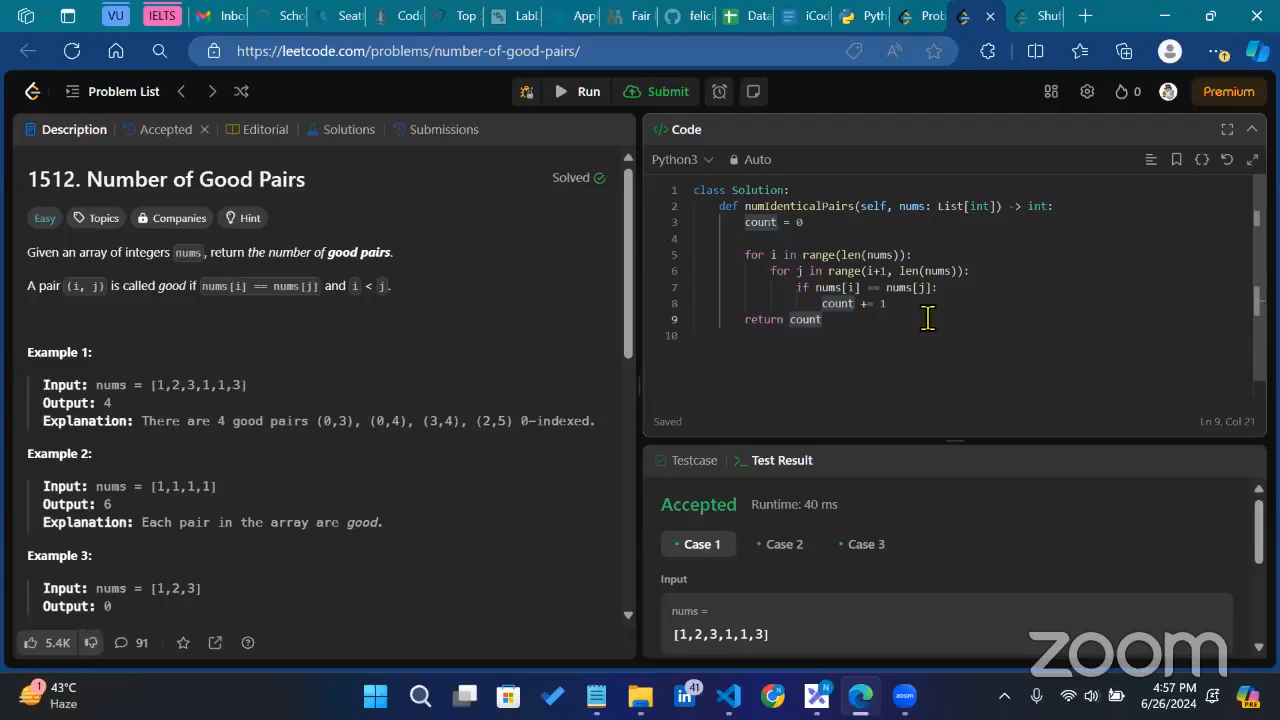 VU
IELTS
Inbo
Scho
Seat
Code
Top
Labl
App
Fair
felic
Data
iCod
Pyth
Prob
Shuf
https://leetcode.com/problems/number-of-good-pairs/
Problem List
Run
Submit
0
Premium
Description
Accepted
Editorial
Solutions
Submissions
1512. Number of Good Pairs
Solved
Easy
Topics
Companies
Hint
Given an array of integers nums, return the number of good pairs.
A pair (i, j) is called good if nums[i] == nums[j] and i < j.
Example 1:
Input: nums = [1,2,3,1,1,3]
Output: 4
Explanation: There are 4 good pairs (0,3), (0,4), (3,4), (2,5) 0-indexed.
Example 2:
Input: nums = [1,1,1,1]
Output: 6
Explanation: Each pair in the array are good.
Example 3:
Input: nums = [1,2,3]
Output: 0
5.4K
91
Code
Python3
Auto
1 class Solution:
2 def numIdenticalPairs(self, nums: List[int]) -> int:
3 count = 0
4
5 for i in range(len(nums)):
6 for j in range(i+1, len(nums)):
7 if nums[i] == nums[j]:
8 count += 1
9 return count
10
Saved
Ln 9, Col 21
Testcase
Test Result
Accepted
Runtime: 40 ms
Case 1
Case 2
Case 3
Input
nums =
[1,2,3,1,1,3]
zoom
1
43°C
Haze
41
zoom
4:57 PM
6/26/2024
PRE